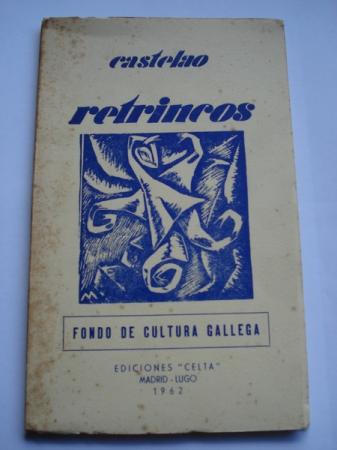 castelao
retrincos
M.
FONDO DE CULTURA GALLEGA
EDICIONES "CELTA"
MADRID - LUGO
1962